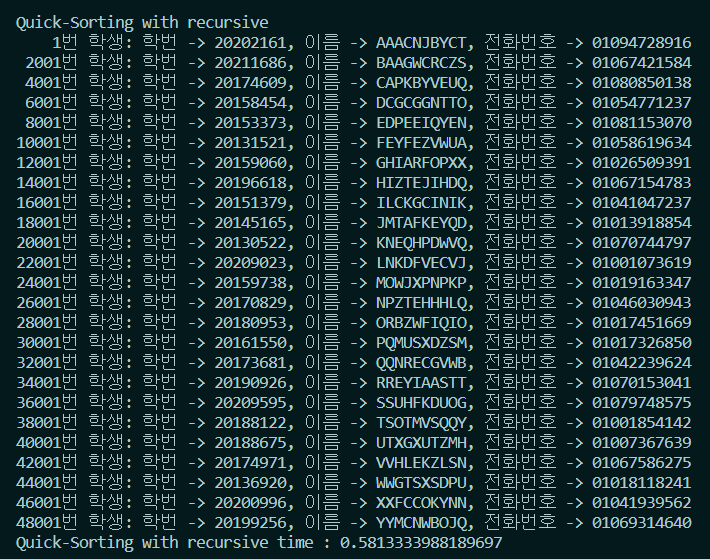 Quick-Sorting with recursive
1번 학생: 학번 -> 20202161, 이름 -> AAACNJBYCT, 전화번호 -> 01094728916
2001번 학생: 학번 -> 20211686, 이름 -> BAAGWCRCZS, 전화번호 -> 01067421584
4001번 학생: 학번 -> 20174609, 이름 -> CAPKBYVEUQ, 전화번호 -> 01080850138
6001번 학생: 학번 -> 20158454, 이름 -> DCGCGGNTTO, 전화번호 -> 01054771237
8001번 학생: 학번 -> 20153373, 이름 -> EDPEEIQYEN, 전화번호 -> 01081153070
10001번 학생: 학번 -> 20131521, 이름 -> FEYFEZVWUA, 전화번호 -> 01058619634
12001번 학생: 학번 -> 20159060, 이름 -> GHIARFOPXX, 전화번호 -> 01026509391
14001번 학생: 학번 -> 20196618, 이름 -> HIZTEJIHDQ, 전화번호 -> 01067154783
16001번 학생: 학번 -> 20151379, 이름 -> ILCKGCINIK, 전화번호 -> 01041047237
18001번 학생: 학번 -> 20145165, 이름 -> JMTAFKEYQD, 전화번호 -> 01013918854
20001번 학생: 학번 -> 20130522, 이름 -> KNEQHPDWVQ, 전화번호 -> 01070744797
22001번 학생: 학번 -> 20209023, 이름 -> LNKDFVECVJ, 전화번호 -> 01001073619
24001번 학생: 학번 -> 20159738, 이름 -> MOWJXPNPKP, 전화번호 -> 01019163347
26001번 학생: 학번 -> 20170829, 이름 -> NPZTEHHHLQ, 전화번호 -> 01046030943
28001번 학생: 학번 -> 20180953, 이름 -> ORBZWFIQIO, 전화번호 -> 01017451669
30001번 학생: 학번 -> 20161550, 이름 -> PQMUSXDZSM, 전화번호 -> 01017326850
32001번 학생: 학번 -> 20173681, 이름 -> QQNRECGVWB, 전화번호 -> 01042239624
34001번 학생: 학번 -> 20190926, 이름 -> RREYIAASTT, 전화번호 -> 01070153041
36001번 학생: 학번 -> 20209595, 이름 -> SSUHFKDUOG, 전화번호 -> 01079748575
38001번 학생: 학번 -> 20188122, 이름 -> TSOTMVSQQY, 전화번호 -> 01001854142
40001번 학생: 학번 -> 20188675, 이름 -> UTXGXUTZMH, 전화번호 -> 01007367639
42001번 학생: 학번 -> 20174971, 이름 -> VVHLEKZLSN, 전화번호 -> 01067586275
44001번 학생: 학번 -> 20136920, 이름 -> WWGTSXSDPU, 전화번호 -> 01018118241
46001번 학생: 학번 -> 20200996, 이름 -> XXFCCOKYNN, 전화번호 -> 01041939562
48001번 학생: 학번 -> 20199256, 이름 -> YYMCNWBOJQ, 전화번호 -> 01069314640
Quick-Sorting with recursive time : 0.5813333988189697